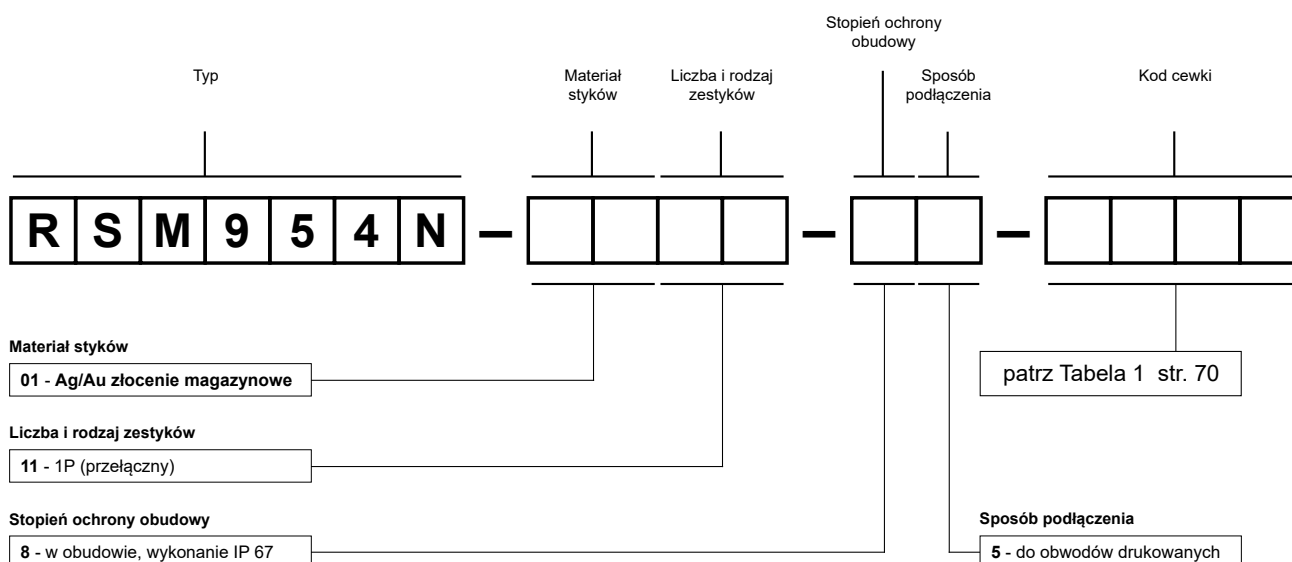 Stopień ochrony
obudowy
Typ
Materiał
styków
Liczba i rodzaj
zestyków
Sposób
podłączenia
Kod cewki
R S M 9 5 4 N – – –
Materiał styków
01 - Ag/Au złocenie magazynowe
patrz Tabela 1 str. 70
Liczba i rodzaj zestyków
11 - 1P (przełączny)
Stopień ochrony obudowy
8 - w obudowie, wykonanie IP 67
Sposób podłączenia
5 - do obwodów drukowanych